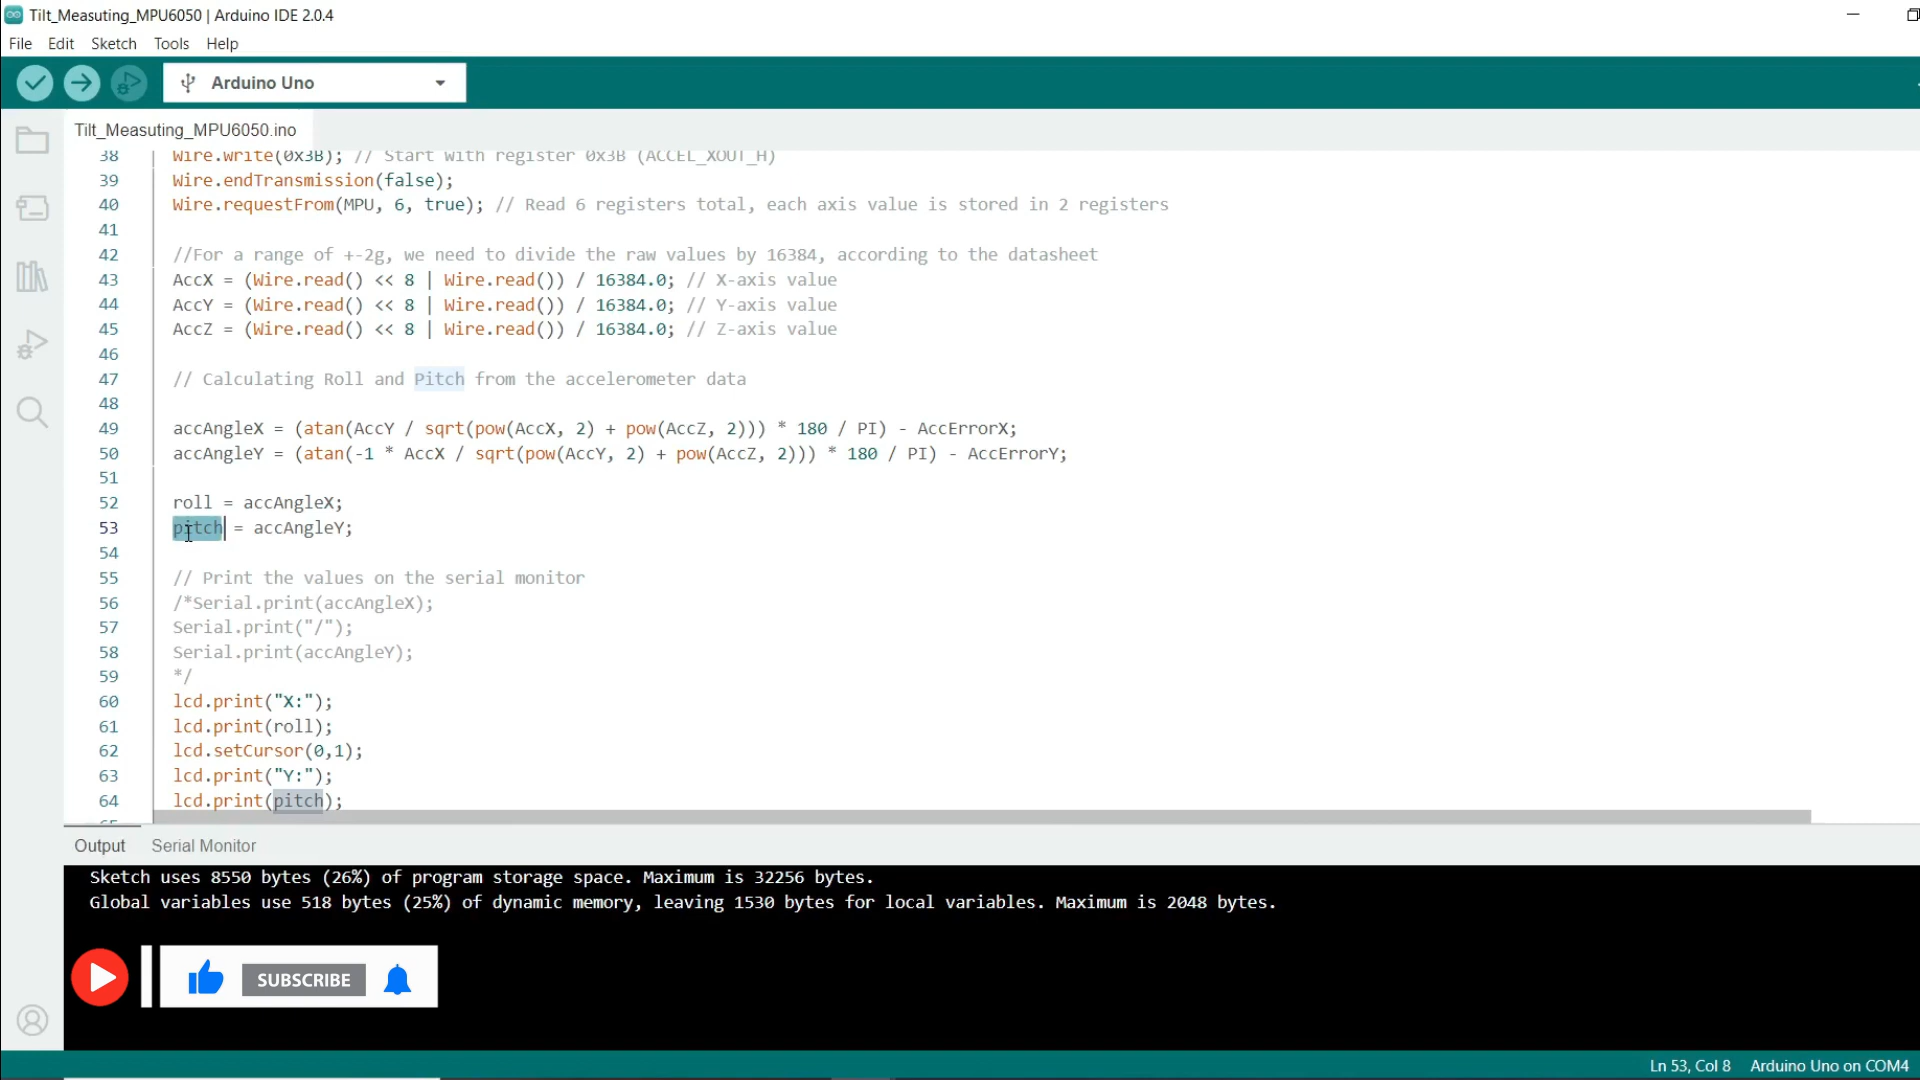 Tilt_Measuting_MPU6050 | Arduino IDE 2.0.4
File Edit Sketch Tools Help
Arduino Uno
Tilt_Measuting_MPU6050.ino
38 Wire.write(0x3B); // Start with register 0x3B (ACCEL_XOUT_H)
39 Wire.endTransmission(false);
40 Wire.requestFrom(MPU, 6, true); // Read 6 registers total, each axis value is stored in 2 registers
41
42 //For a range of +-2g, we need to divide the raw values by 16384, according to the datasheet
43 AccX = (Wire.read() << 8 | Wire.read()) / 16384.0; // X-axis value
44 AccY = (Wire.read() << 8 | Wire.read()) / 16384.0; // Y-axis value
45 AccZ = (Wire.read() << 8 | Wire.read()) / 16384.0; // Z-axis value
46
47 // Calculating Roll and Pitch from the accelerometer data
48
49 accAngleX = (atan(AccY / sqrt(pow(AccX, 2) + pow(AccZ, 2))) * 180 / PI) - AccErrorX;
50 accAngleY = (atan(-1 * AccX / sqrt(pow(AccY, 2) + pow(AccZ, 2))) * 180 / PI) - AccErrorY;
51
52 roll = accAngleX;
53 pitch = accAngleY;
54
55 // Print the values on the serial monitor
56 /*Serial.print(accAngleX);
57 Serial.print("/");
58 Serial.print(accAngleY);
59 */
60 lcd.print("X:");
61 lcd.print(roll);
62 lcd.setCursor(0,1);
63 lcd.print("Y:");
64 lcd.print(pitch);
65
Output Serial Monitor
Sketch uses 8550 bytes (26%) of program storage space. Maximum is 32256 bytes.
Global variables use 518 bytes (25%) of dynamic memory, leaving 1530 bytes for local variables. Maximum is 2048 bytes.
SUBSCRIBE
Ln 53, Col 8 Arduino Uno on COM4